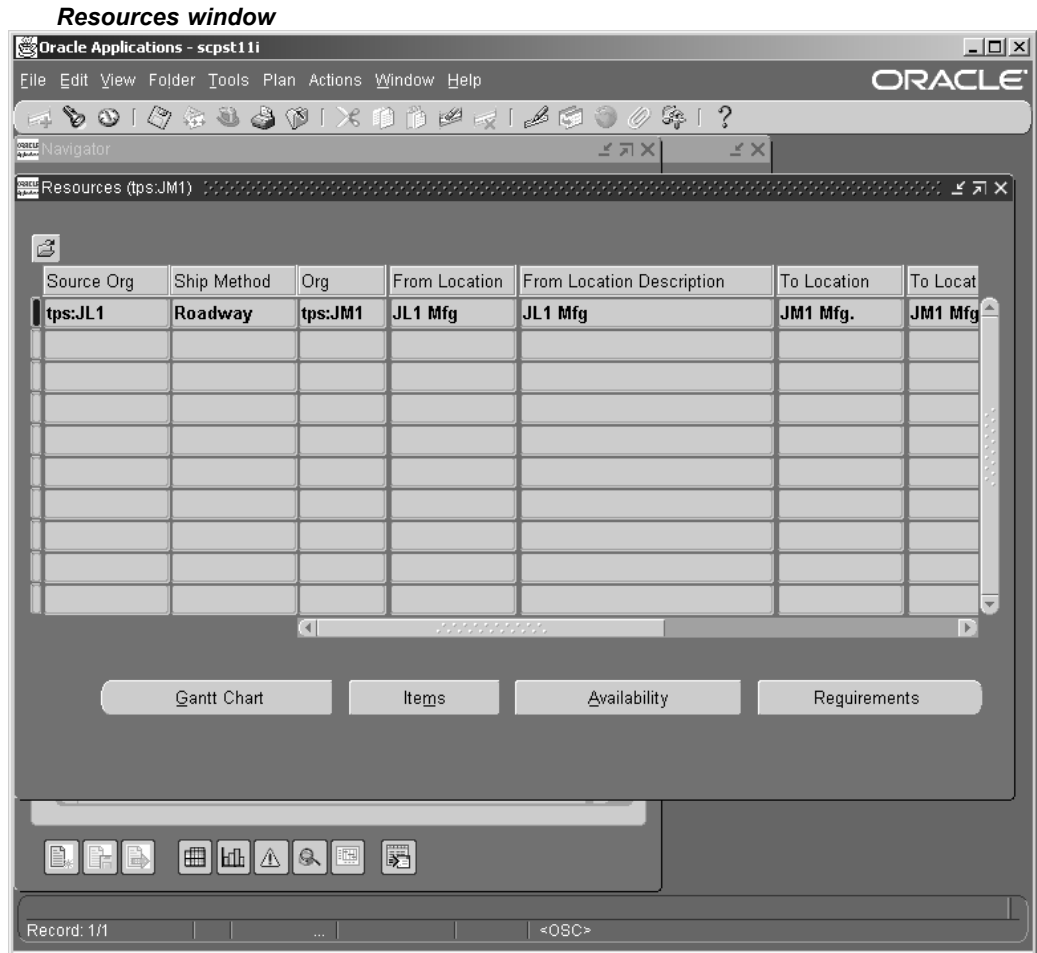 Resources window
Oracle Applications - scpst11i
File Edit View Folder Tools Plan Actions Window Help
ORACLE
Navigator
Resources (tps:JM1)
Source Org Ship Method Org From Location From Location Description To Location To Locat
tps:JL1 Roadway tps:JM1 JL1 Mfg JL1 Mfg JM1 Mfg. JM1 Mfg
Gantt Chart Items Availability Requirements
Record: 1/1 ... <OSC>